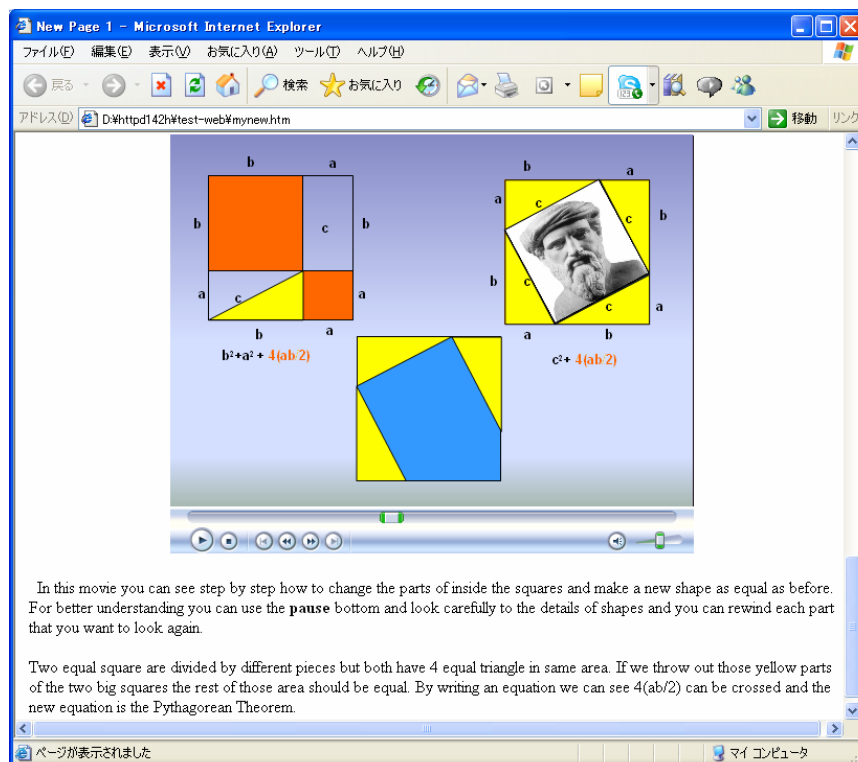 New Page 1 - Microsoft Internet Explorer
ファイル(F) 編集(E) 表示(V) お気に入り(A) ツール(T) ヘルプ(H)
戻る 検索 お気に入り
アドレス(D) D:¥httpd142h¥test-web¥mynew.htm 移動 リンク
b a b a
a c
b c b c b
c
a c a b c a
b a a b
b²+a² + 4(ab/2) c²+ 4(ab/2)
In this movie you can see step by step how to change the parts of inside the squares and make a new shape as equal as before.
For better understanding you can use the pause bottom and look carefully to the details of shapes and you can rewind each part
that you want to look again.
Two equal square are divided by different pieces but both have 4 equal triangle in same area. If we throw out those yellow parts
of the two big squares the rest of those area should be equal. By writing an equation we can see 4(ab/2) can be crossed and the
new equation is the Pythagorean Theorem.
ページが表示されました マイ コンピュータ